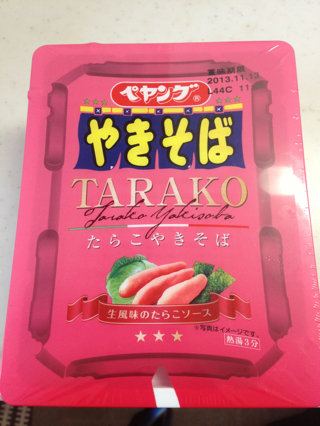 賞味期限
2013.11.13
L44C 11
ペヤング®
やきそば
TARAKO
Tarako Yakisoba
たらこやきそば
生風味のたらこソース
※写真はイメージです。
熱湯3分